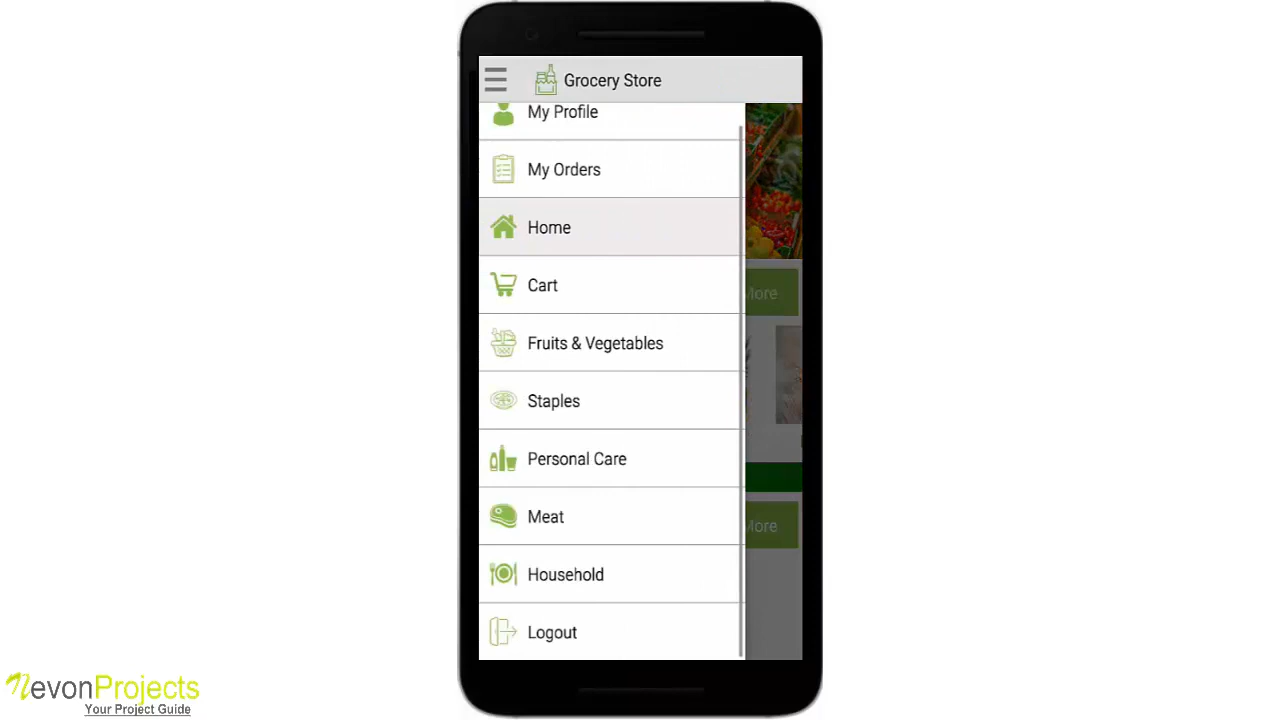 Grocery Store
My Profile
My Orders
Home
Cart
Fruits & Vegetables
More
Staples
Personal Care
Meat
More
Household
Logout
NevonProjects
Your Project Guide